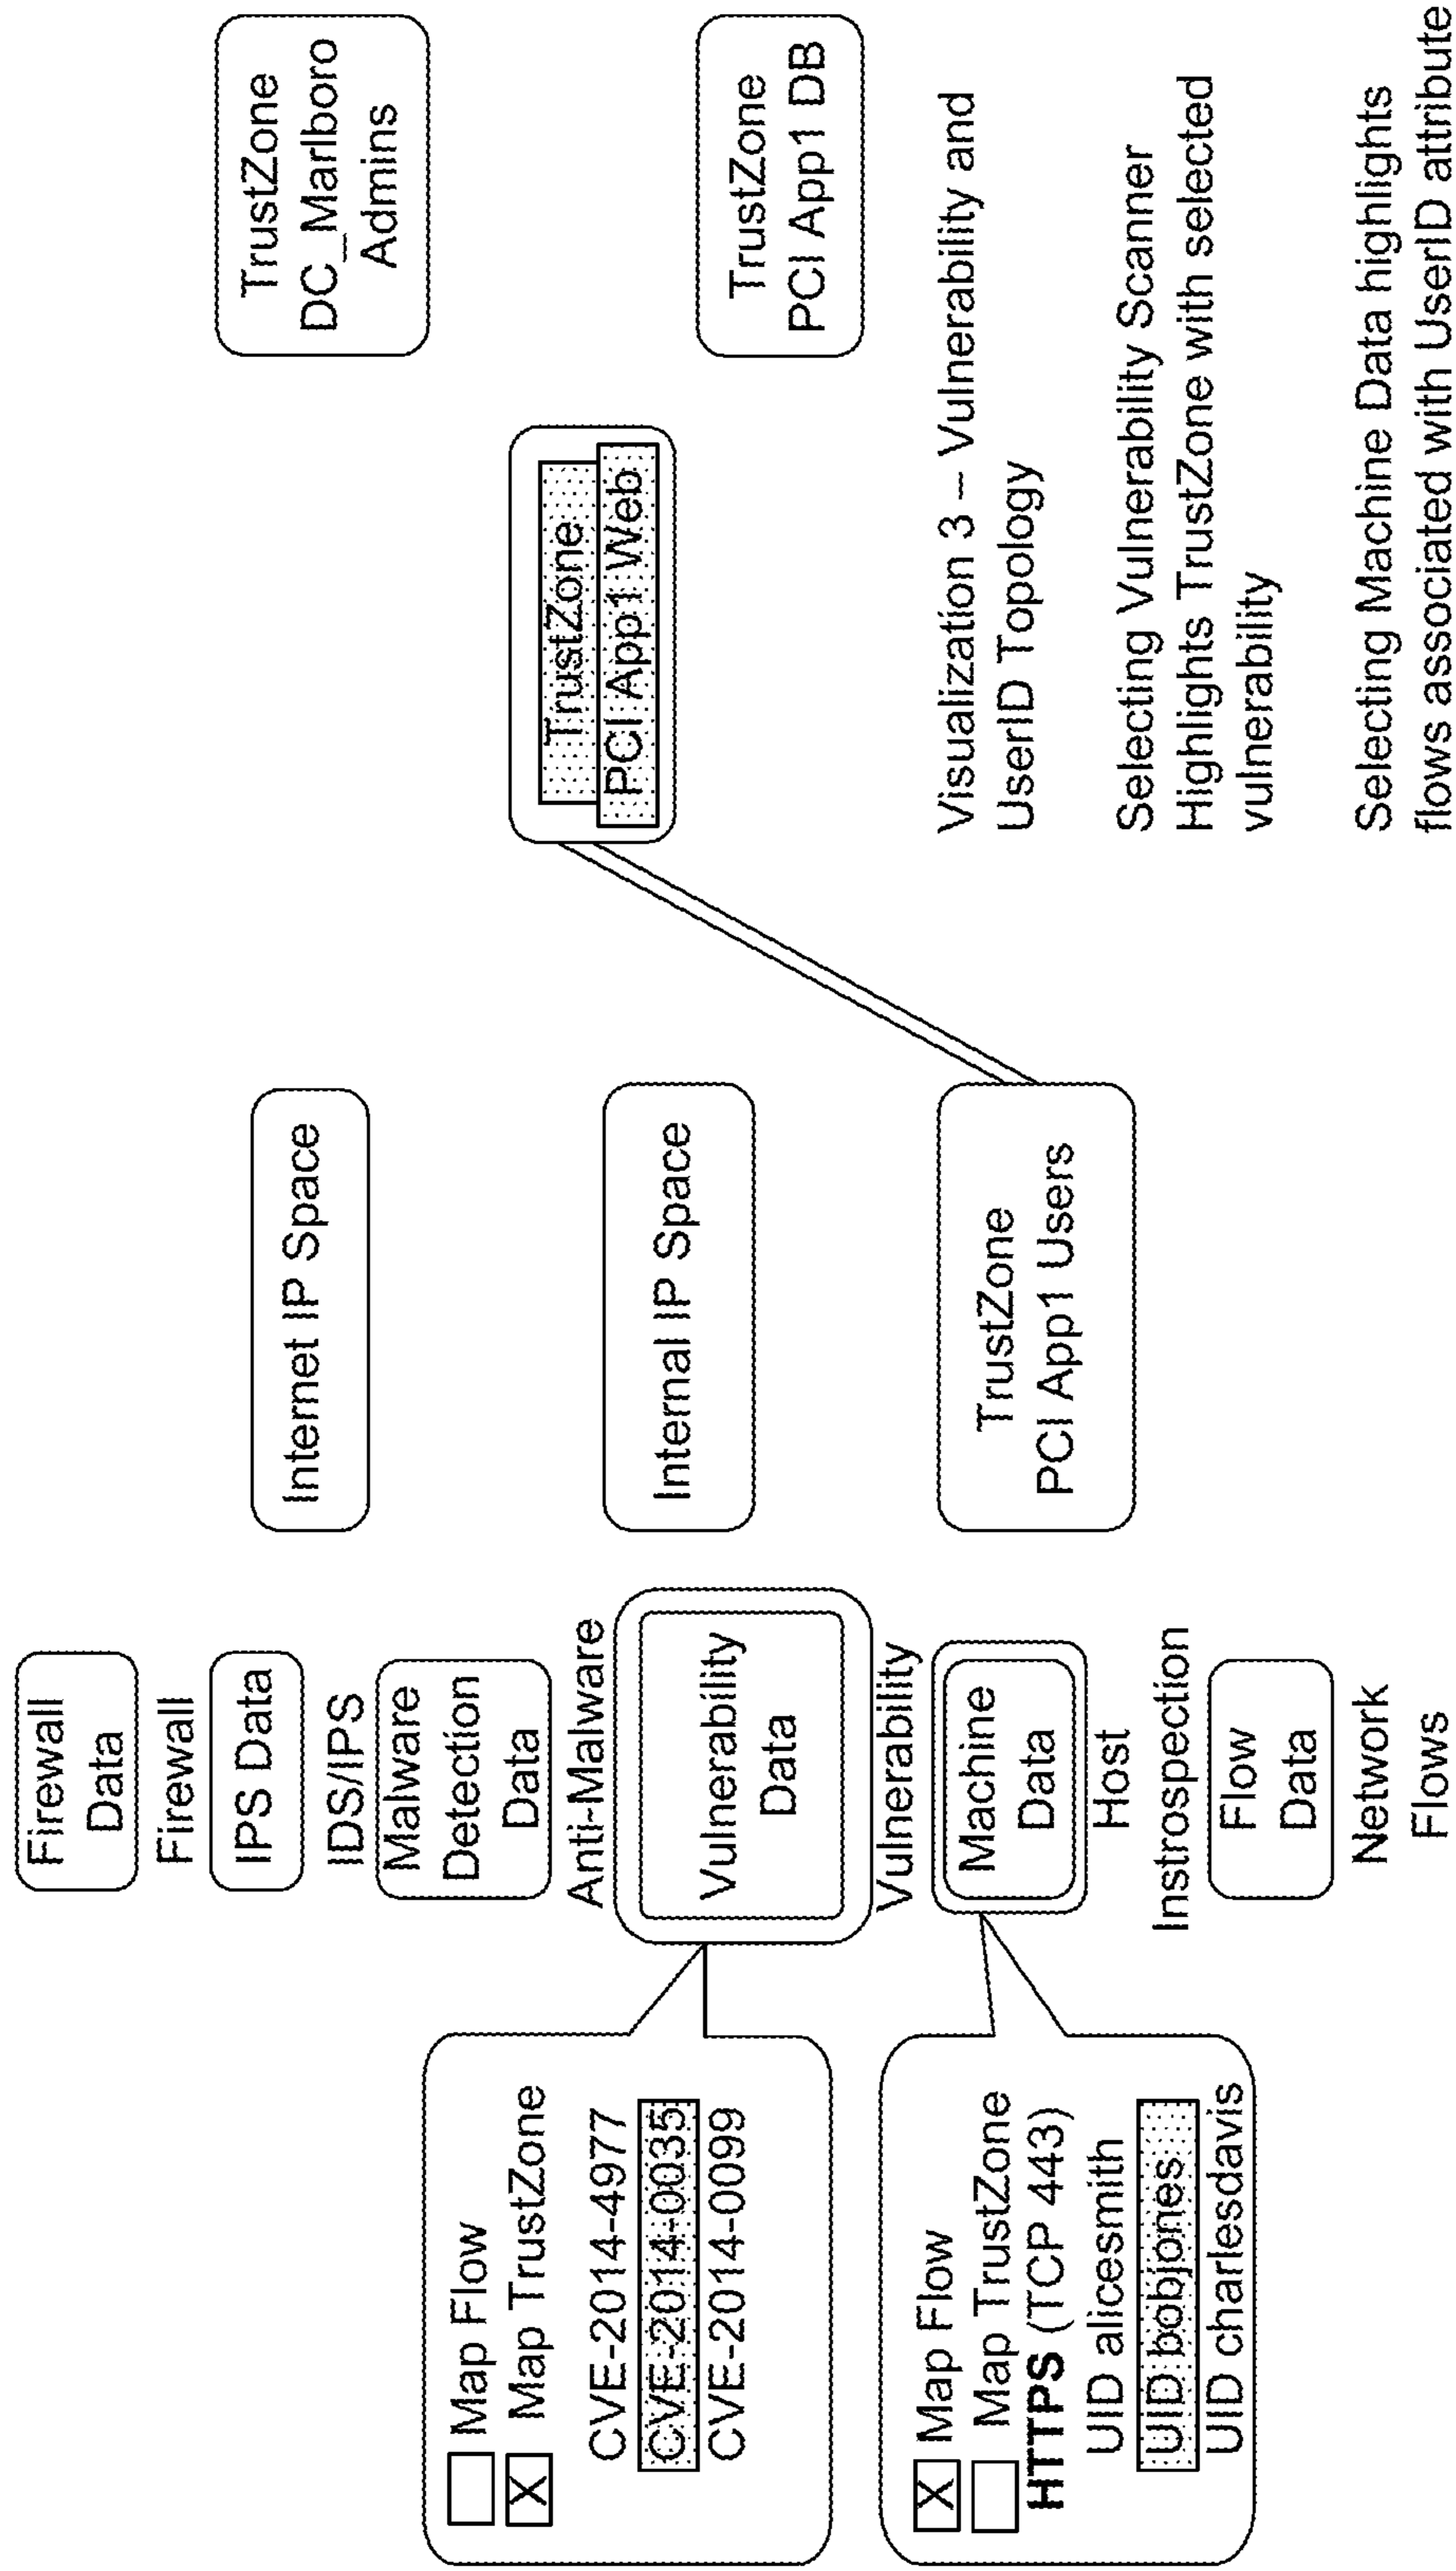 Map Flow
X
Map TrustZone
CVE-2014-4977
CVE-2014-0035
CVE-2014-0099
X
Map Flow
Map TrustZone
HTTPS (TCP 443)
UID alicesmith
UID bobjones
UID charlesdavis
Firewall
Data
Firewall
IPS Data
IDS/IPS
Malware
Detection
Data
Anti-Malware
Vulnerability
Data
Vulnerability
Machine
Data
Host
Instrospection
Flow
Data
Network
Flows
Internet IP Space
Internal IP Space
TrustZone
PCI App1 Users
TrustZone
PCI App1 Web
TrustZone
DC_Marlboro
Admins
TrustZone
PCI App1 DB
Visualization 3 – Vulnerability and
UserID Topology
Selecting Vulnerability Scanner
Highlights TrustZone with selected
vulnerability
Selecting Machine Data highlights
flows associated with UserID attribute